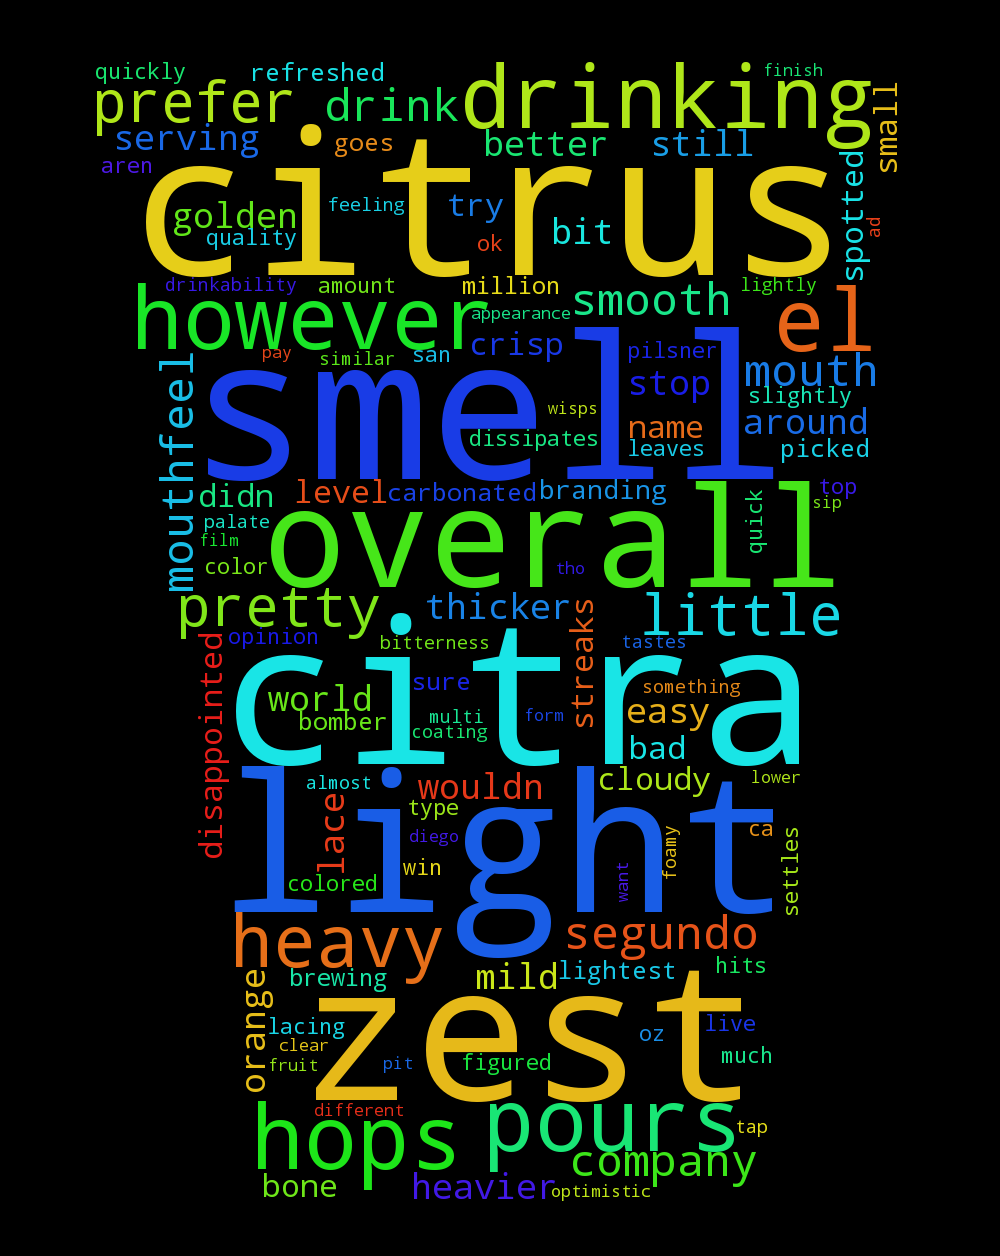 quickly refreshed finish
prefer drink drinking small
serving goes better still
aren citrus spotted
golden feeling try bit ad
quality ok
drinkability amount million lightly
however appearance smooth el
pay similar san crisp pilsner mouth
smell stop slightly
mouthfeel wisps name around
dissipates leaves picked
didn level carbonated branding top
palate overall quick sip
film
color tho
pretty thicker little
opinion bitterness streaks tastes
disappointed citra sure something
world multi form easy
bomber coating bad
almost wouldn cloudy lower
light type ca
lace diego foamy settles
colored win want
heavy segundo
brewing mild lightest hits
orange zest
lacing oz live
clear much
fruit pit figured
different pours tap
hops company
bone heavier optimistic